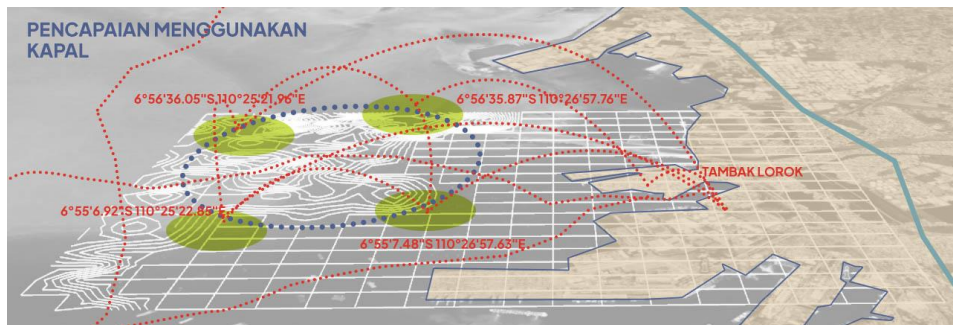 PENCAPAIAN MENGGUNAKAN
KAPAL
6°56'36.05"S,110°25'21.96"E
6°56'35.87"S 110°26'57.76"E
TAMBAK LOROK
6°55'6.92"S 110°25'22.85"E
6°55'7.48"S 110°26'57.63"E